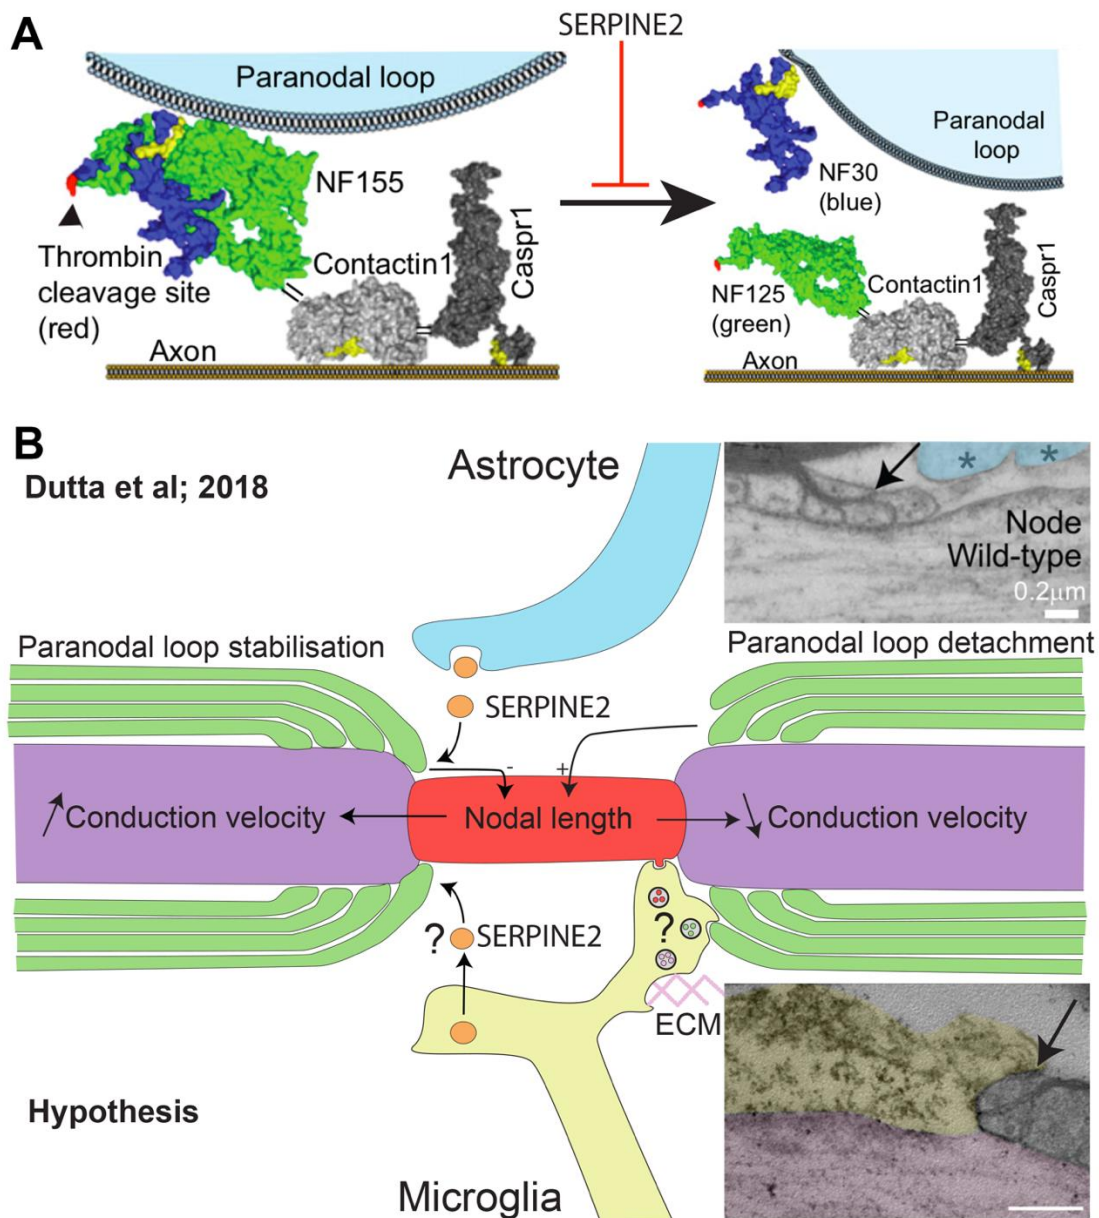 A
SERPINE2
Paranodal loop
NF155
Thrombin
cleavage site
(red)
Contactin1
Caspr1
Axon
Paranodal
loop
NF30
(blue)
NF125
(green)
Contactin1
Caspr1
Axon
B
Dutta et al; 2018
Astrocyte
* *
Node
Wild-type
0.2µm
Paranodal loop stabilisation
Paranodal loop detachment
SERPINE2
- +
Conduction velocity
Nodal length
Conduction velocity
? SERPINE2
?
ECM
Hypothesis
Microglia